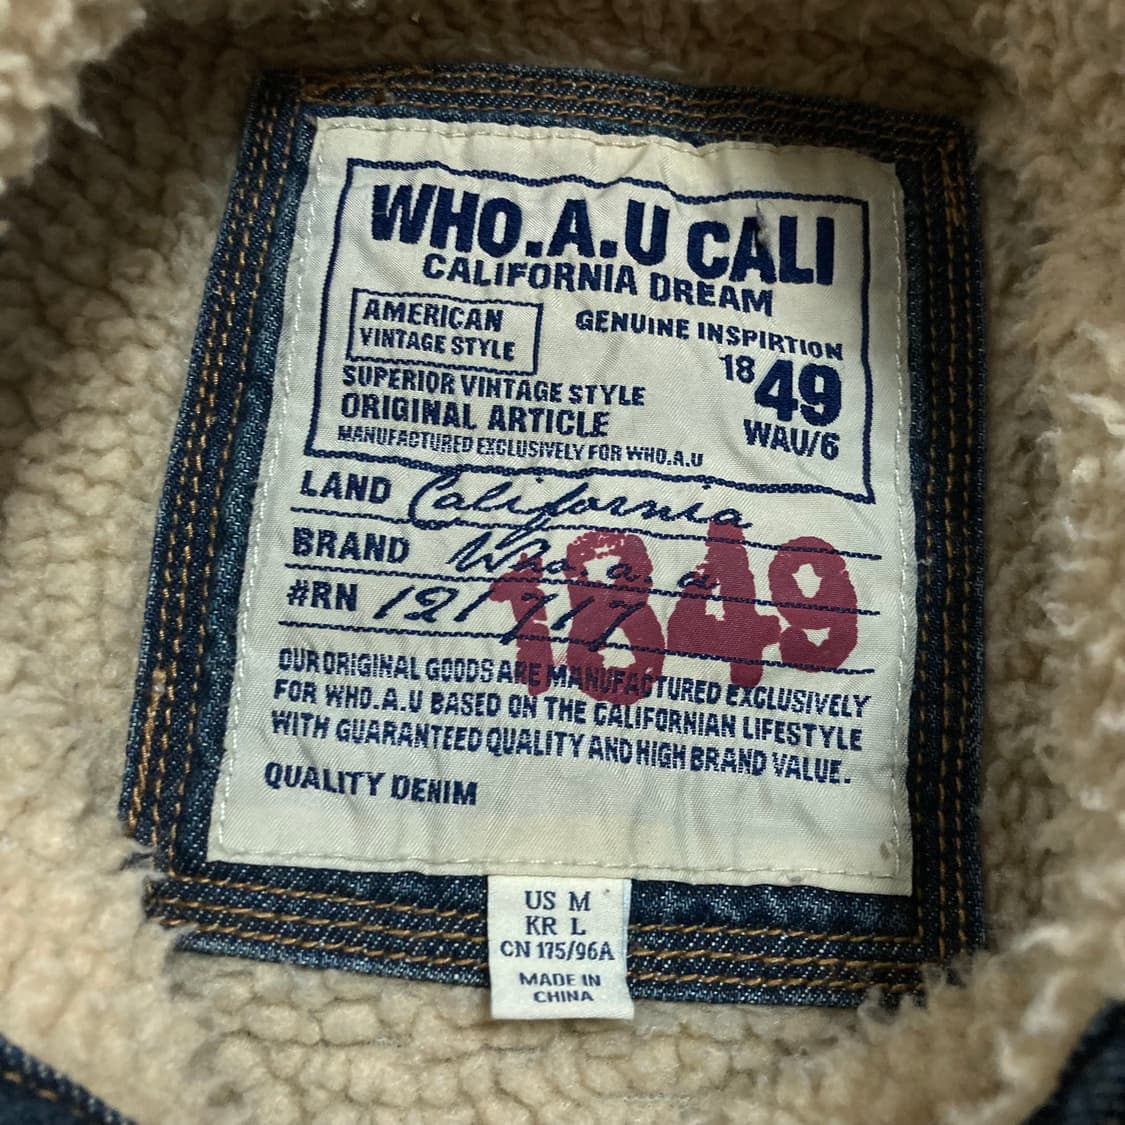 WHO.A.U CALI
CALIFORNIA DREAM
AMERICAN
VINTAGE STYLE
GENUINE INSPIRTION
1849
WAU/6
SUPERIOR VINTAGE STYLE
ORIGINAL ARTICLE
MANUFACTURED EXCLUSIVELY FOR WHO.A.U
LAND California
BRAND Who. a. u
#RN 121717
1849
OUR ORIGINAL GOODS ARE MANUFACTURED EXCLUSIVELY
FOR WHO.A.U BASED ON THE CALIFORNIAN LIFESTYLE
WITH GUARANTEED QUALITY AND HIGH BRAND VALUE.
QUALITY DENIM
US M
KR L
CN 175/96A
MADE IN
CHINA